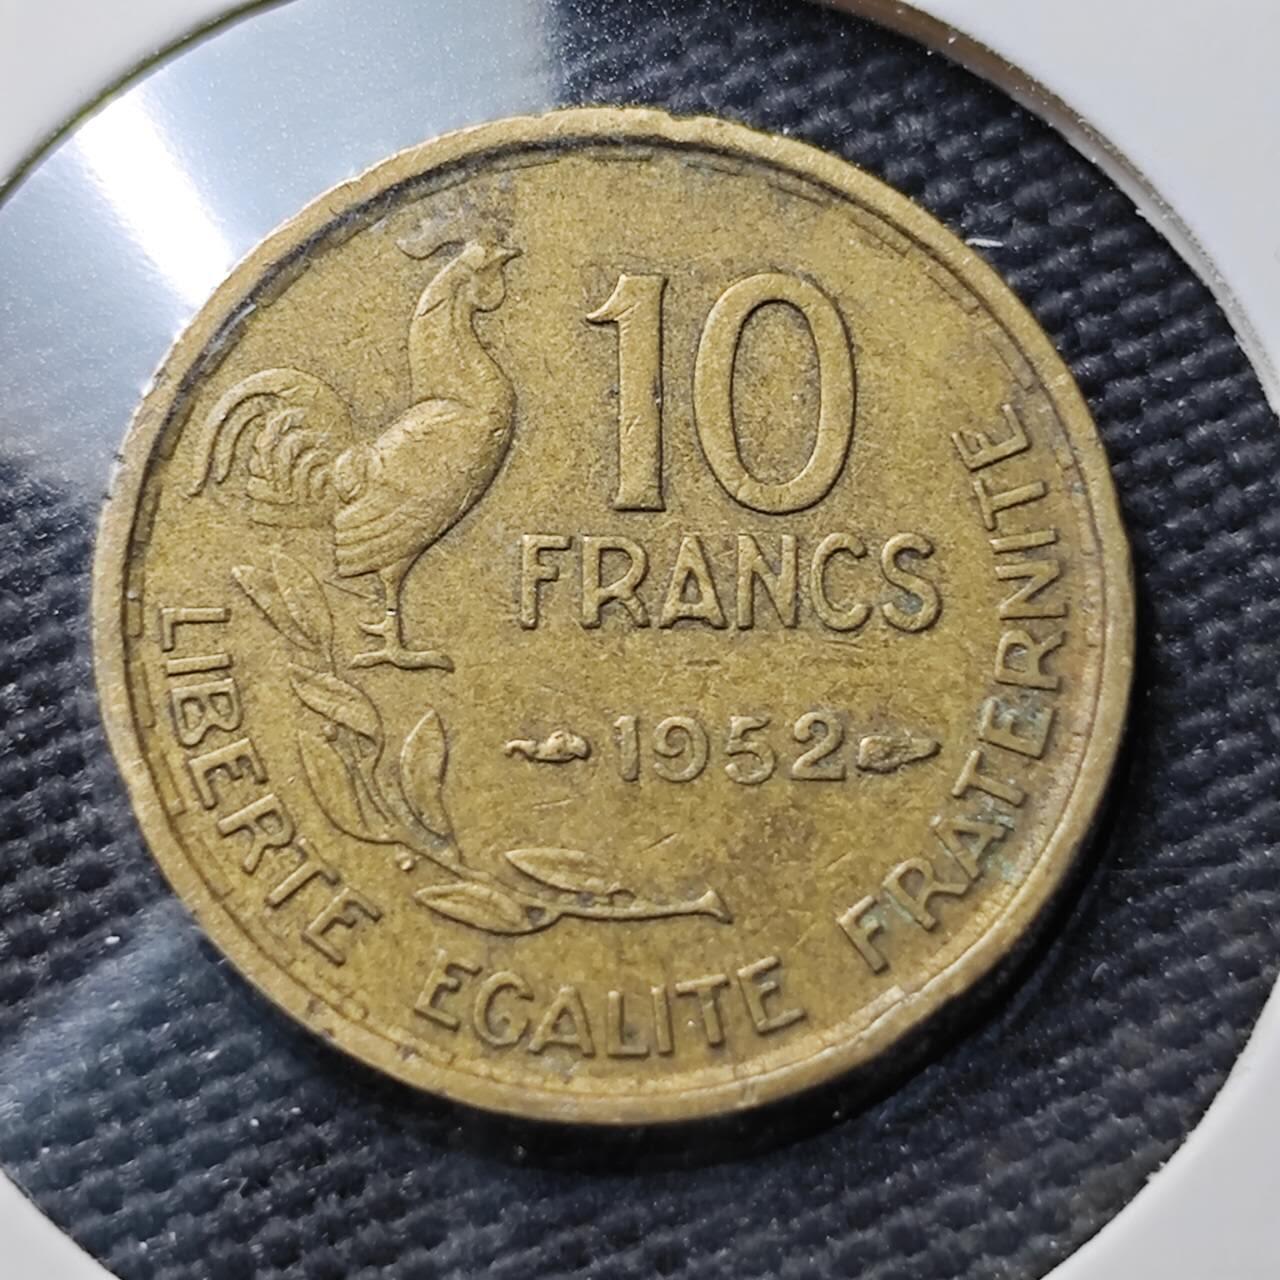 10
FRANCS
1952
LIBERTE EGALITE FRATERNITE